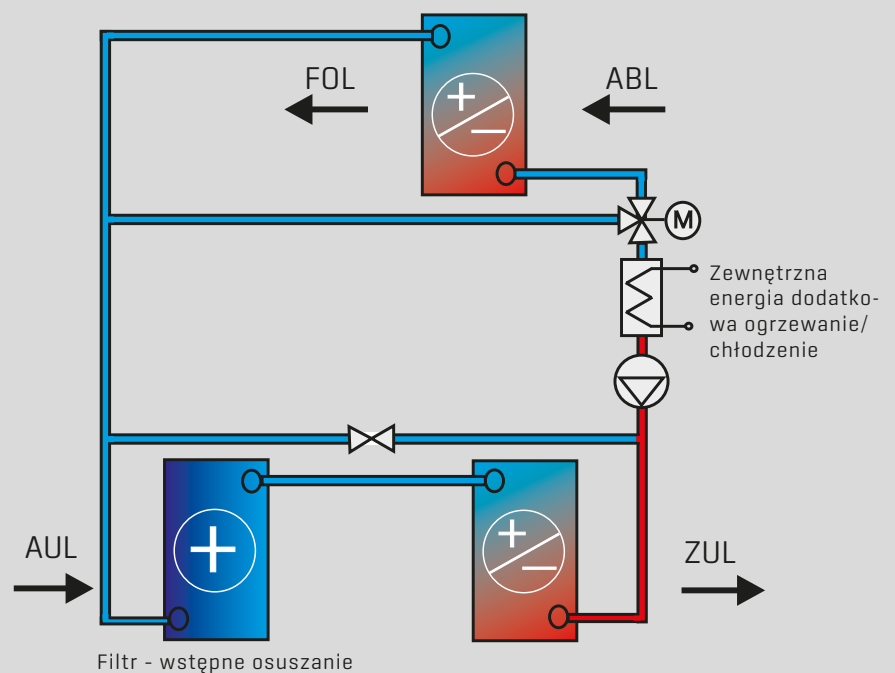 FOL
ABL
M
Zewnętrzna
energia dodatko-
wa ogrzewanie/
chłodzenie
AUL
ZUL
Filtr - wstępne osuszanie